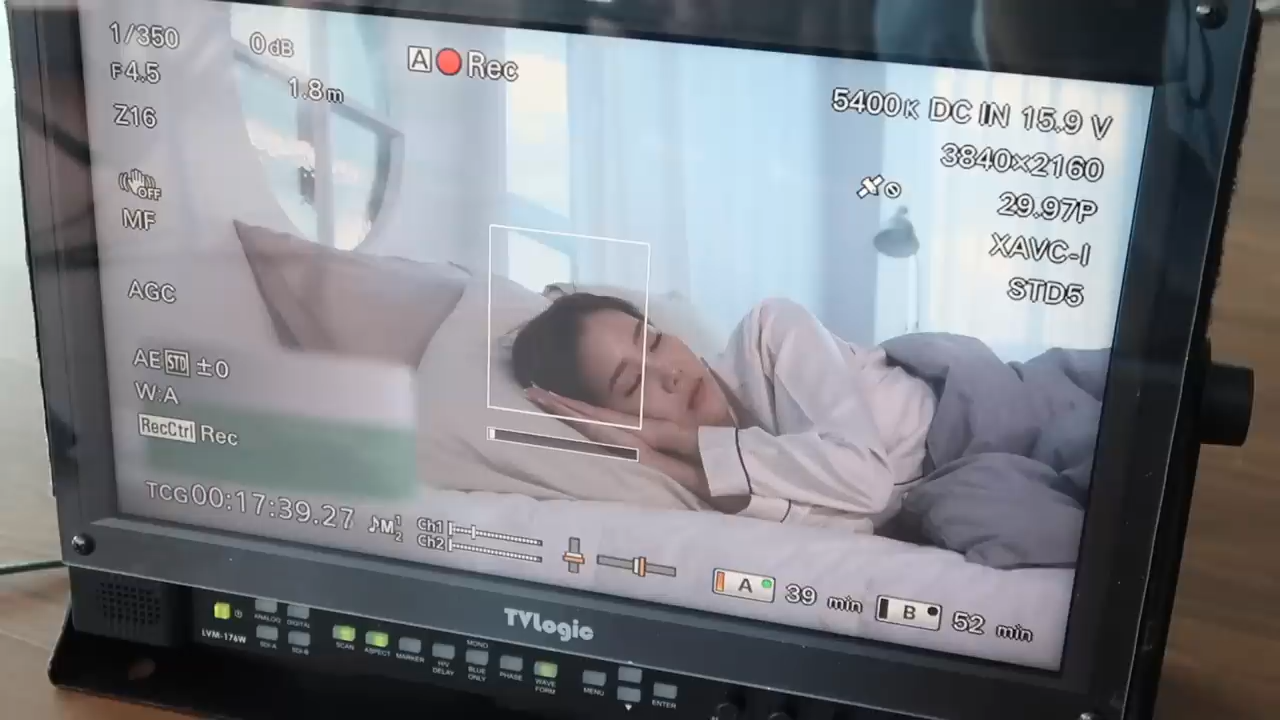 1/350
0dB
A Rec
F4.5
1.8m
Z16
5400K DC IN 15.9 V
3840×2160
29.97P
XAVC-I
STD5
OFF
MF
AGC
AE STD ±0
W:A
RecCtrl Rec
TCG00:17:39.27
M 1 2
Ch1
Ch2
A 39 min
B 52 min
TVLogic
LVM-176W
ANALOG
DIGITAL
SDI-A
SDI-B
SCAN
ASPECT
MARKER
H/V DELAY
MONO
BLUE ONLY
PHASE
WAVE FORM
MENU
ENTER